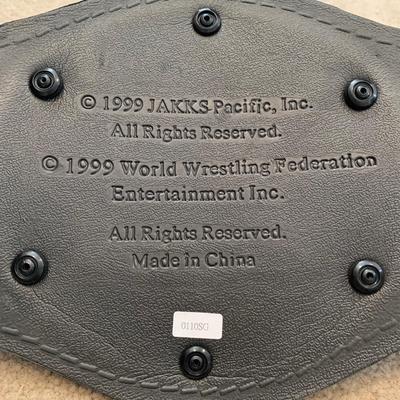 © 1999 JAKKS Pacific, Inc.
All Rights Reserved.
© 1999 World Wrestling Federation
Entertainment Inc.
All Rights Reserved.
Made in China
0110SG